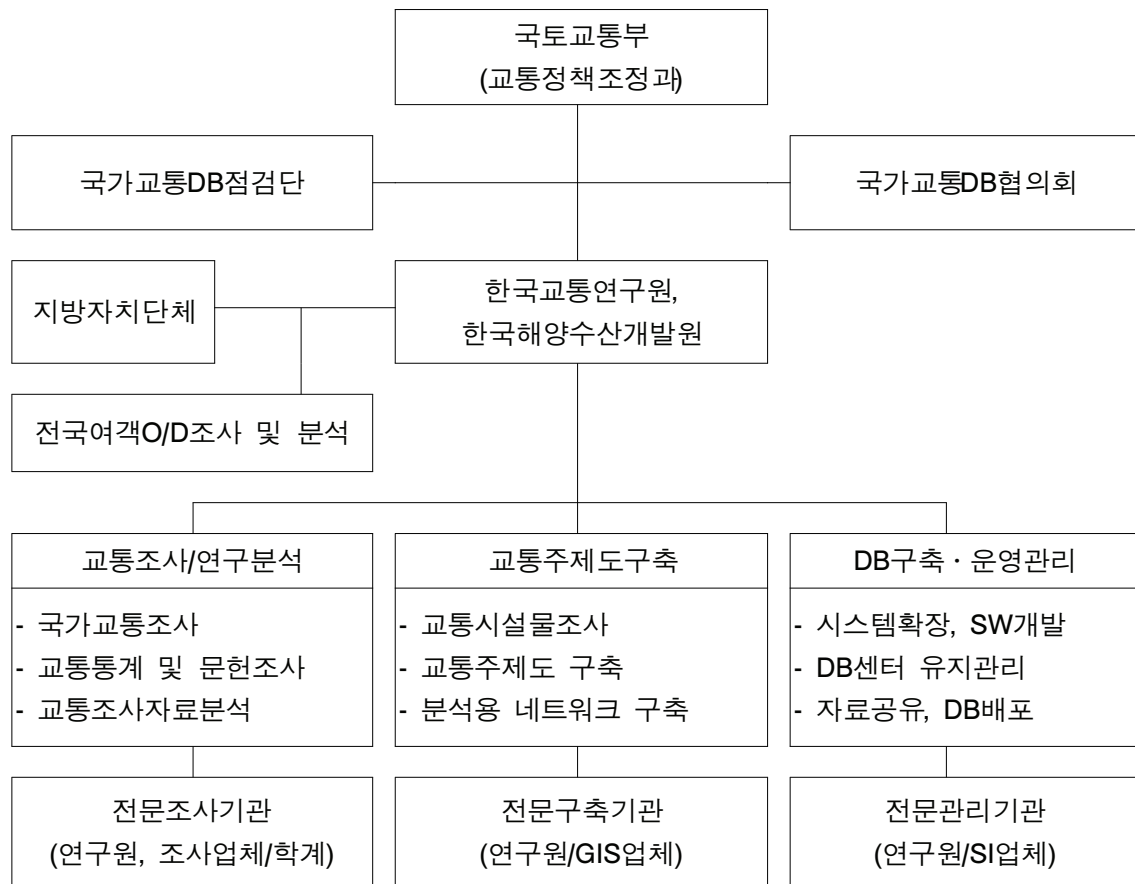 국토교통부
(교통정책조정과)
국가교통DB점검단
국가교통DB협의회
지방자치단체
한국교통연구원,
한국해양수산개발원
전국여객O/D조사 및 분석
교통조사/연구분석
- 국가교통조사
- 교통통계 및 문헌조사
- 교통조사자료분석
교통주제도구축
- 교통시설물조사
- 교통주제도 구축
- 분석용 네트워크 구축
DB구축·운영관리
- 시스템확장, SW개발
- DB센터 유지관리
- 자료공유, DB배포
전문조사기관
(연구원, 조사업체/학계)
전문구축기관
(연구원/GIS업체)
전문관리기관
(연구원/SI업체)